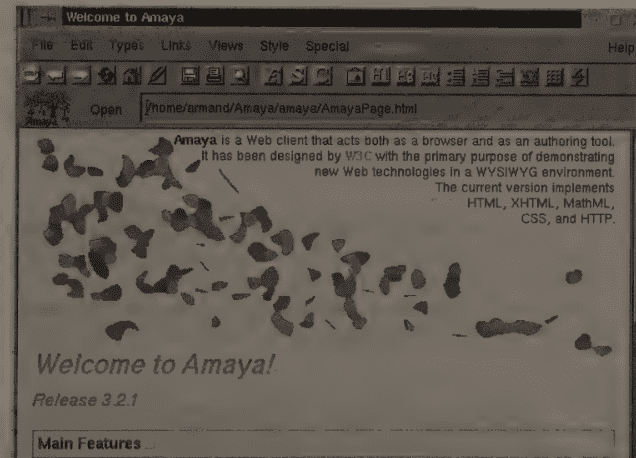 Welcome to Amaya
File Edit Types Links Views Style Special Help
Amaya Open /home/armand/Amaya/amaya/AmayaPage.html
Amaya is a Web client that acts both as a browser and as an authoring tool.
It has been designed by W3C with the primary purpose of demonstrating
new Web technologies in a WYSIWYG environment.
The current version implements
HTML, XHTML, MathML,
CSS, and HTTP.
Welcome to Amaya!
Release 3.2.1
Main Features